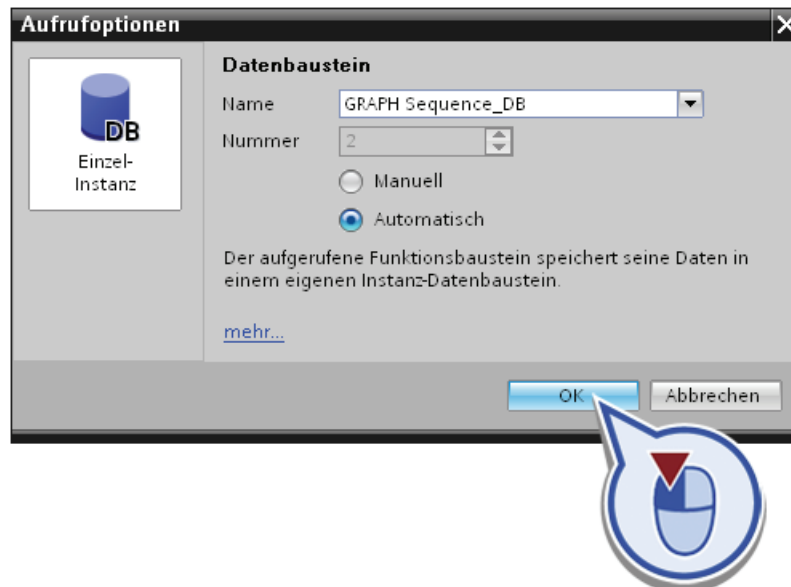 Aufrufoptionen
DB
Einzel-
Instanz
Datenbaustein
Name
GRAPH Sequence_DB
Nummer
2
Manuell
Automatisch
Der aufgerufene Funktionsbaustein speichert seine Daten in
einem eigenen Instanz-Datenbaustein.
mehr...
OK
Abbrechen